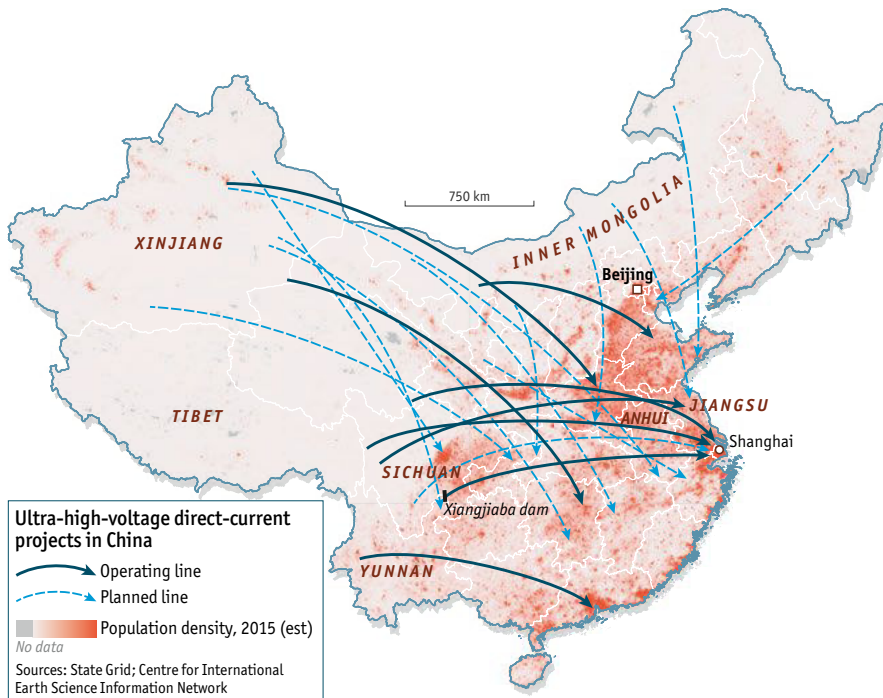 750 km
XINJIANG
INNER MONGOLIA
Beijing
TIBET
ANHUI
JIANGSU
Shanghai
SICHUAN
Xiangjiaba dam
YUNNAN
Ultra-high-voltage direct-current
projects in China
Operating line
Planned line
Population density, 2015 (est)
No data
Sources: State Grid; Centre for International
Earth Science Information Network